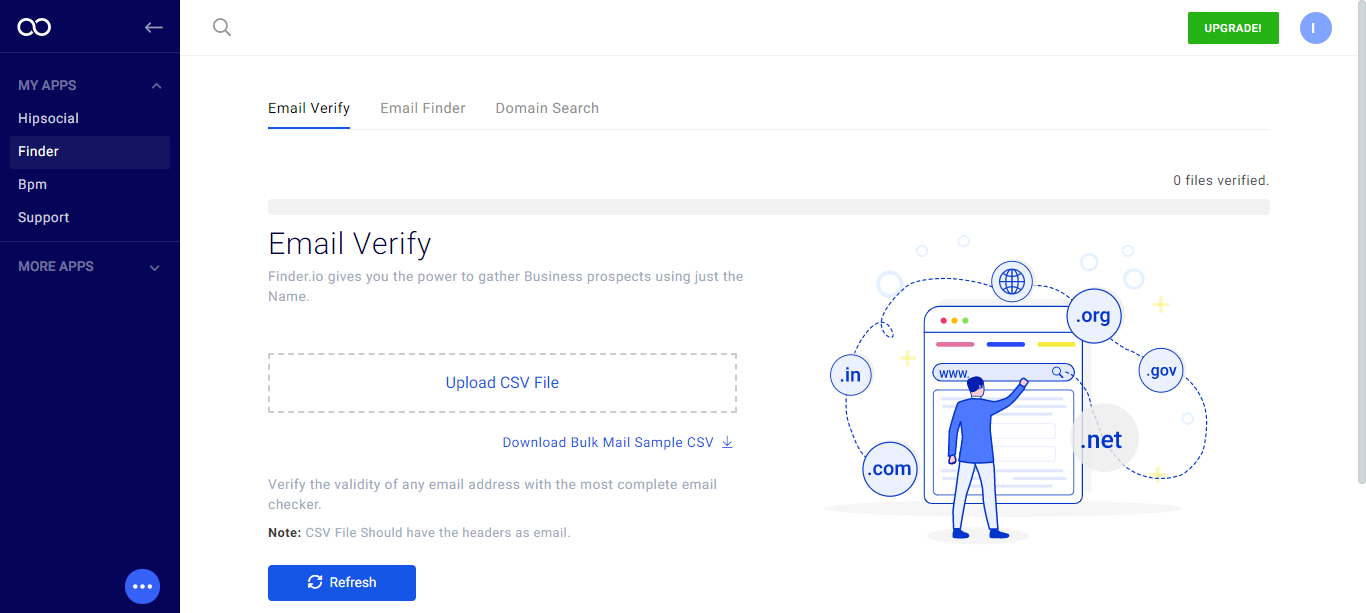 UPGRADE!
I
MY APPS
Hipsocial
Finder
Bpm
Support
MORE APPS
Email Verify
Email Finder
Domain Search
0 files verified.
Email Verify
Finder.io gives you the power to gather Business prospects using just the
Name.
Upload CSV File
Download Bulk Mail Sample CSV
Verify the validity of any email address with the most complete email
checker.
Note: CSV File Should have the headers as email.
Refresh
.org
.in
www.
.gov
.net
.com